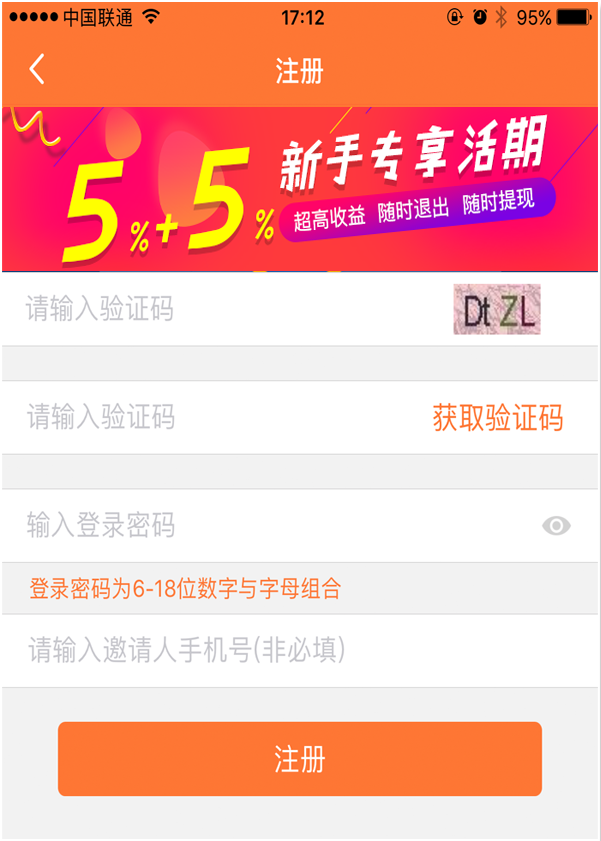 中国联通 17:12 95%
注册
5%+5%
新手专享活期
超高收益 随时退出 随时提现
请输入验证码 Dt ZL
请输入验证码 获取验证码
输入登录密码
登录密码为6-18位数字与字母组合
请输入邀请人手机号(非必填)
注册